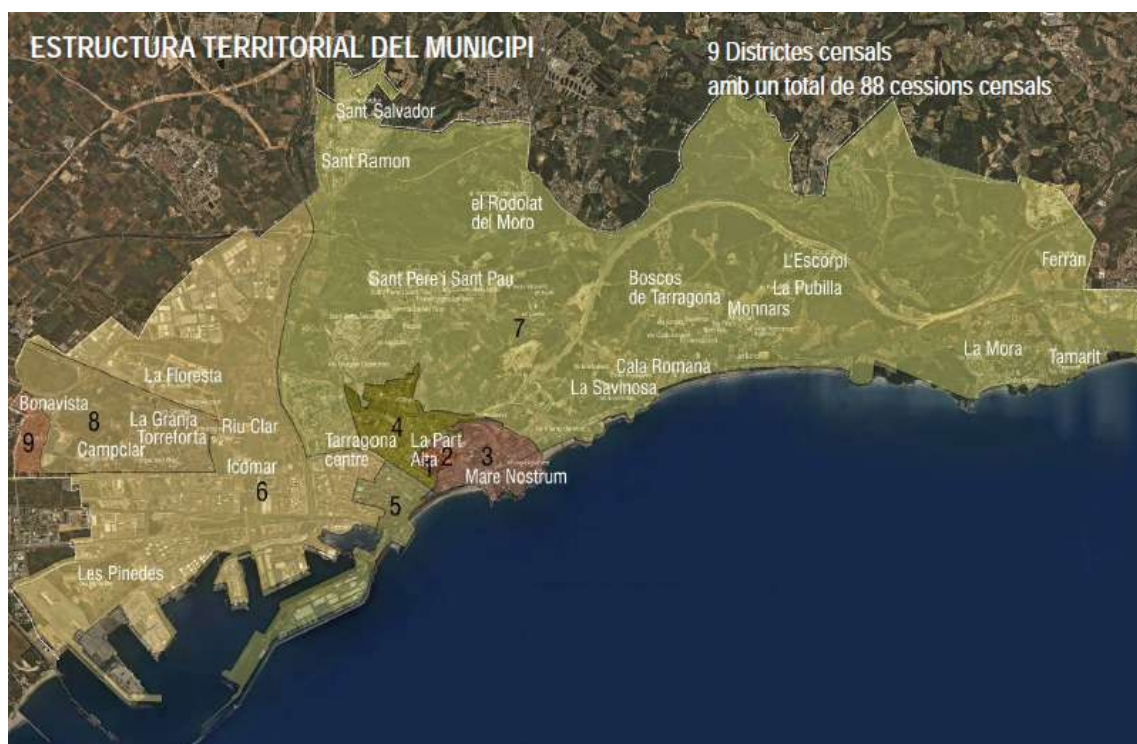 ESTRUCTURA TERRITORIAL DEL MUNICIPI
9 Districtes censals
amb un total de 88 cessions censals
Sant Salvador
Sant Ramon
el Rodolat
del Moro
Sant Pere i Sant Pau
7
Boscos
de Tarragona
L'Escorpí
La Pubilla
Monnars
Ferrán
La Mora
Tamarit
Cala Romana
La Savinosa
La Floresta
Bonavista
8
9
La Granja
Torreforta
Campclar
Riu Clar
Icomar
6
Tarragona
centre
4
La Part
Alta
1
2
3
Mare Nostrum
5
Les Pinedes